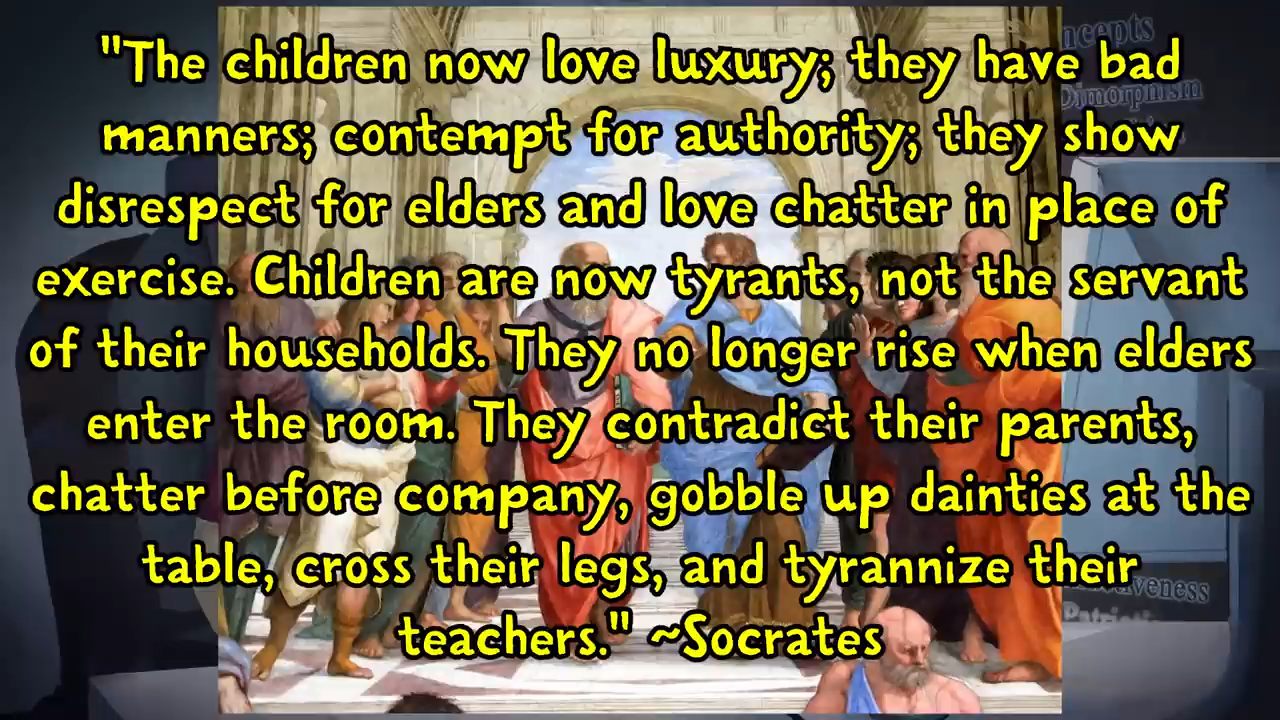 "The children now love luxury; they have bad
manners; contempt for authority; they show
disrespect for elders and love chatter in place of
exercise. Children are now tyrants, not the servant
of their households. They no longer rise when elders
enter the room. They contradict their parents,
chatter before company, gobble up dainties at the
table, cross their legs, and tyrannize their
teachers." ~Socrates
Dimorphism